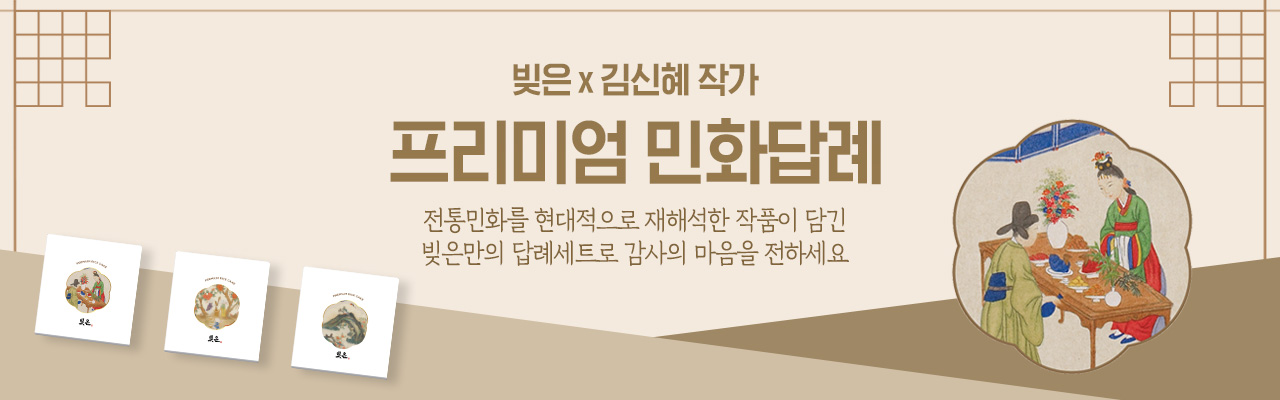 빚은 x 김신혜 작가
프리미엄 민화답례
전통민화를 현대적으로 재해석한 작품이 담긴
빚은만의 답례세트로 감사의 마음을 전하세요
빚은
빚은
빚은